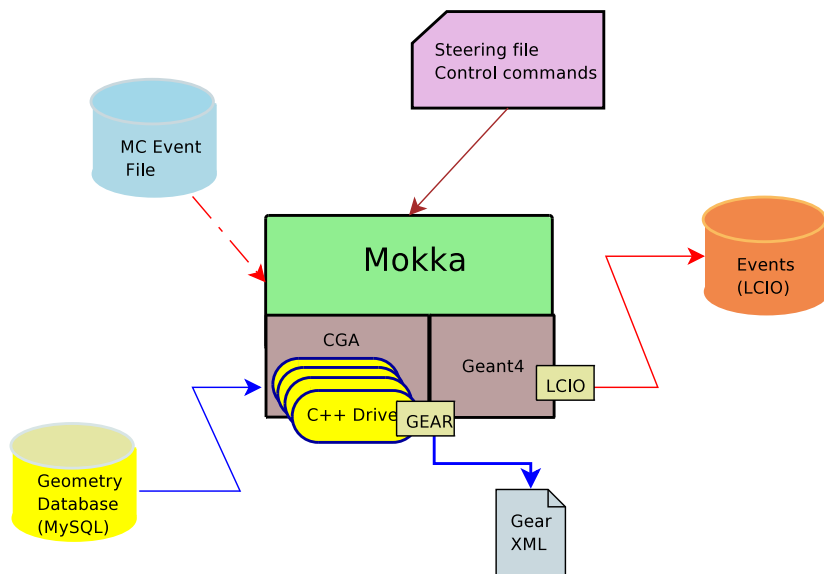 Steering file
Control commands
MC Event
File
Mokka
Events
(LCIO)
CGA
Geant4
LCIO
C++ Drive
GEAR
Geometry
Database
(MySQL)
Gear
XML